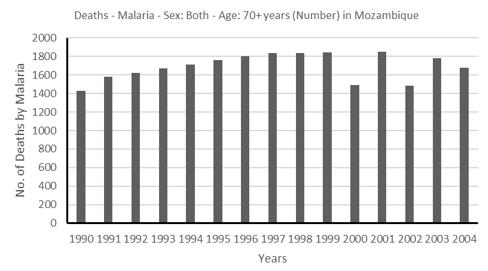 Deaths - Malaria - Sex: Both - Age: 70+ years (Number) in Mozambique
No. of Deaths by Malaria
2000
1800
1600
1400
1200
1000
800
600
400
200
0
1990 1991 1992 1993 1994 1995 1996 1997 1998 1999 2000 2001 2002 2003 2004
Years